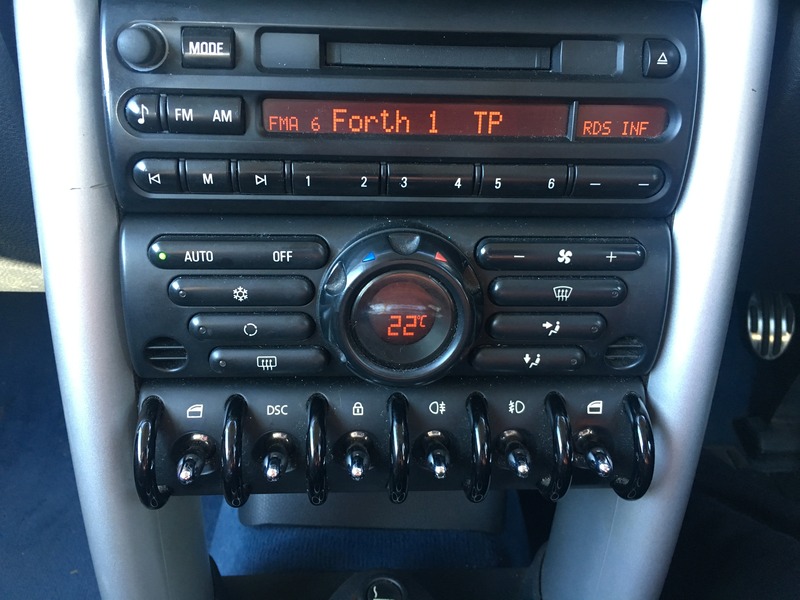 MODE
FM AM
FMA 6 Forth 1 TP RDS INF
M 1 2 3 4 5 6
AUTO OFF
22°C
DSC